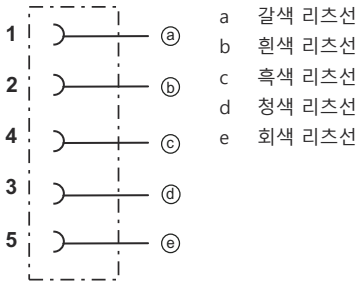 1 ⓐ
2 ⓑ
4 ⓒ
3 ⓓ
5 ⓔ
a 갈색 리츠선
b 흰색 리츠선
c 흑색 리츠선
d 청색 리츠선
e 회색 리츠선